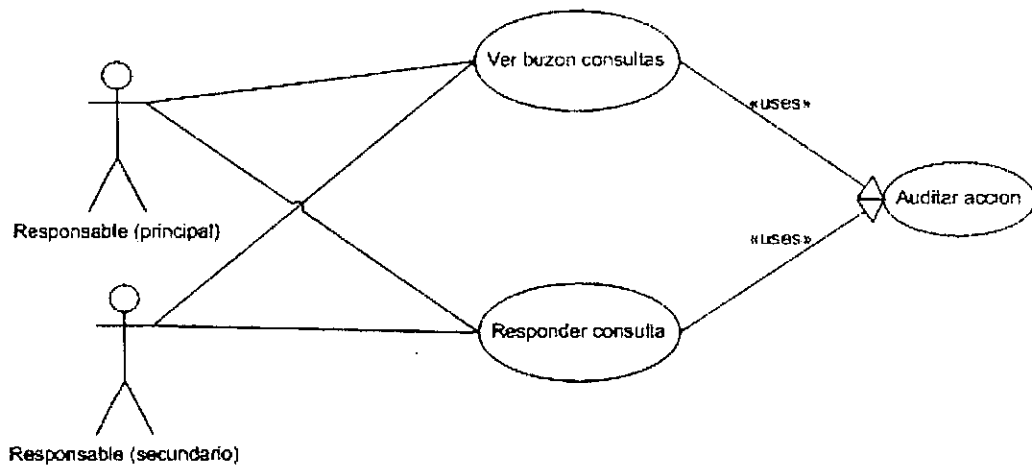 Ver buzon consultas
«uses»
Responsable (principal)
Auditar accion
«uses»
Responder consulta
Responsable (secundario)